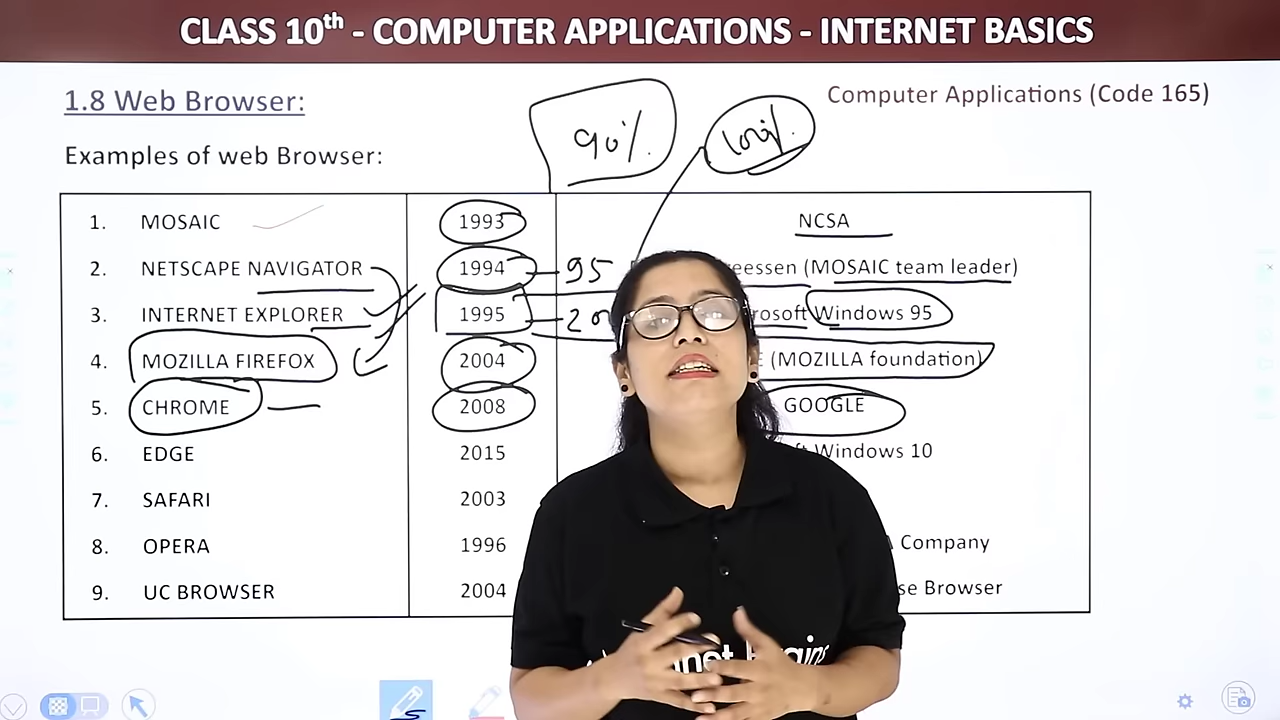 CLASS 10th - COMPUTER APPLICATIONS - INTERNET BASICS
1.8 Web Browser:
Computer Applications (Code 165)
90%
100%
Examples of web Browser:
1. MOSAIC 1993 NCSA
2. NETSCAPE NAVIGATOR 1994 95 (MOSAIC team leader)
3. INTERNET EXPLORER 1995 Windows 95
4. MOZILLA FIREFOX 2004 (MOZILLA foundation)
5. CHROME 2008 GOOGLE
6. EDGE 2015 Windows 10
7. SAFARI 2003
8. OPERA 1996 Company
9. UC BROWSER 2004 Browser